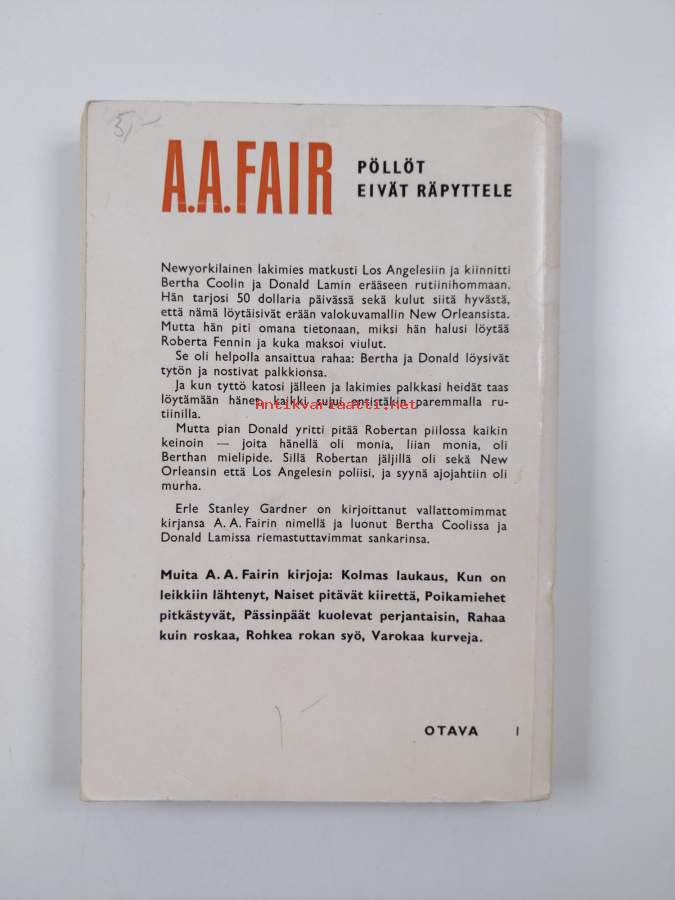 5,–
A.A.FAIR
PÖLLÖT
EIVÄT RÄPYTTELE
Newyorkilainen lakimies matkusti Los Angelesiin ja kiinnitti
Bertha Coolin ja Donald Lamin erääseen rutiinihommaan.
Hän tarjosi 50 dollaria päivässä sekä kulut siitä hyvästä,
että nämä löytäisivät erään valokuvamallin New Orleansista.
Mutta hän piti omana tietonaan, miksi hän halusi löytää
Roberta Fennin ja kuka maksoi viulut.
Se oli helpolla ansaittua rahaa: Bertha ja Donald löysivät
tytön ja nostivat palkkionsa.
Ja kun tyttö katosi jälleen ja lakimies palkkasi heidät taas
löytämään hänet, kaikki sujui entistäkin paremmalla ru-
tiinilla.
Antikvariaatti.net
Mutta pian Donald yritti pitää Robertan piilossa kaikin
keinoin — joita hänellä oli monia, liian monia, oli
Berthan mielipide. Sillä Robertan jäljillä oli sekä New
Orleansin että Los Angelesin poliisi, ja syynä ajojahtiin oli
murha.
Erle Stanley Gardner on kirjoittanut vallattomimmat
kirjansa A. A. Fairin nimellä ja luonut Bertha Coolissa ja
Donald Lamissa riemastuttavimmat sankarinsa.
Muita A. A. Fairin kirjoja: Kolmas laukaus, Kun on
leikkiin lähtenyt, Naiset pitävät kiirettä, Poikamiehet
pitkästyvät, Pässinpäät kuolevat perjantaisin, Rahaa
kuin roskaa, Rohkea rokan syö, Varokaa kurveja.
OTAVA I